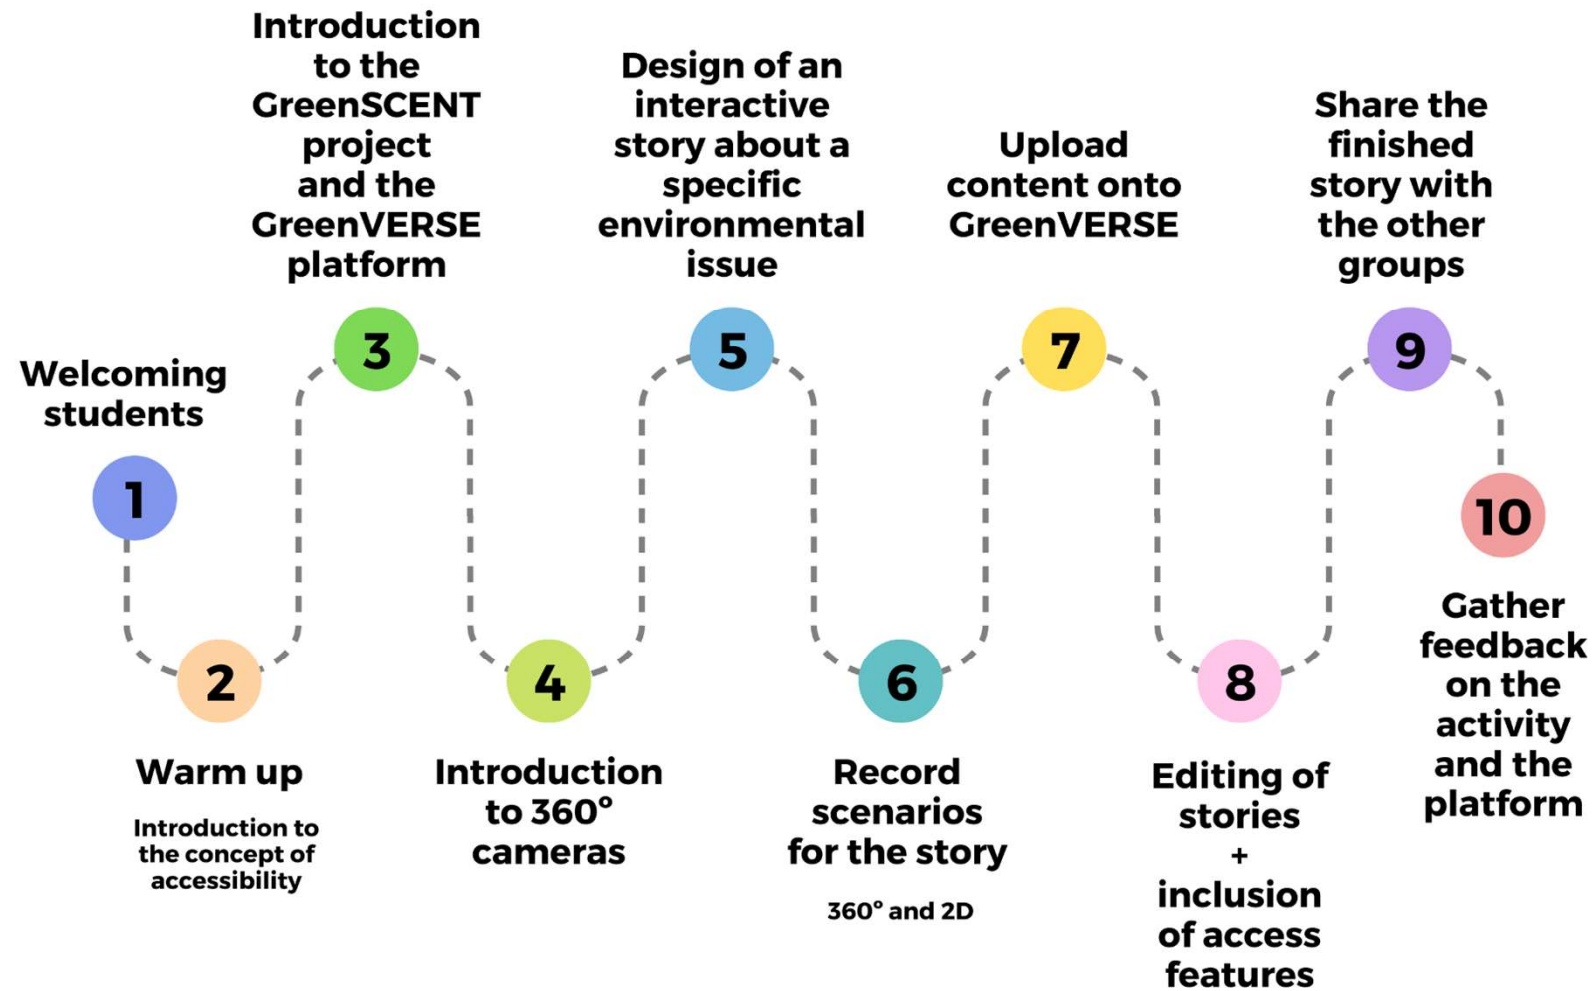 Welcoming
students
1
2
Warm up
Introduction to
the concept of
accessibility
Introduction
to the
GreenSCENT
project
and the
GreenVERSE
platform
3
4
Introduction
to 360º
cameras
Design of an
interactive
story about a
specific
environmental
issue
5
6
Record
scenarios
for the story
360º and 2D
Upload
content onto
GreenVERSE
7
8
Editing of
stories
+
inclusion
of access
features
Share the
finished
story with
the other
groups
9
10
Gather
feedback
on the
activity
and the
platform